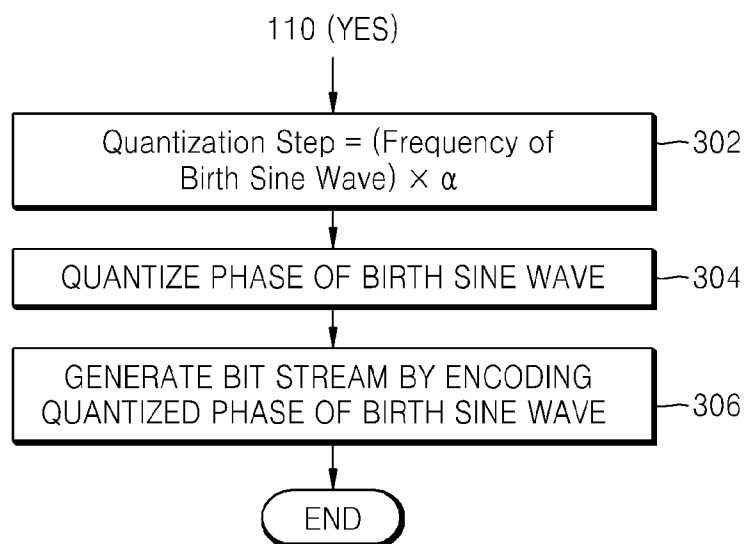 110 (YES)
Quantization Step = (Frequency of
Birth Sine Wave) × α
302
QUANTIZE PHASE OF BIRTH SINE WAVE
304
GENERATE BIT STREAM BY ENCODING
QUANTIZED PHASE OF BIRTH SINE WAVE
306
END